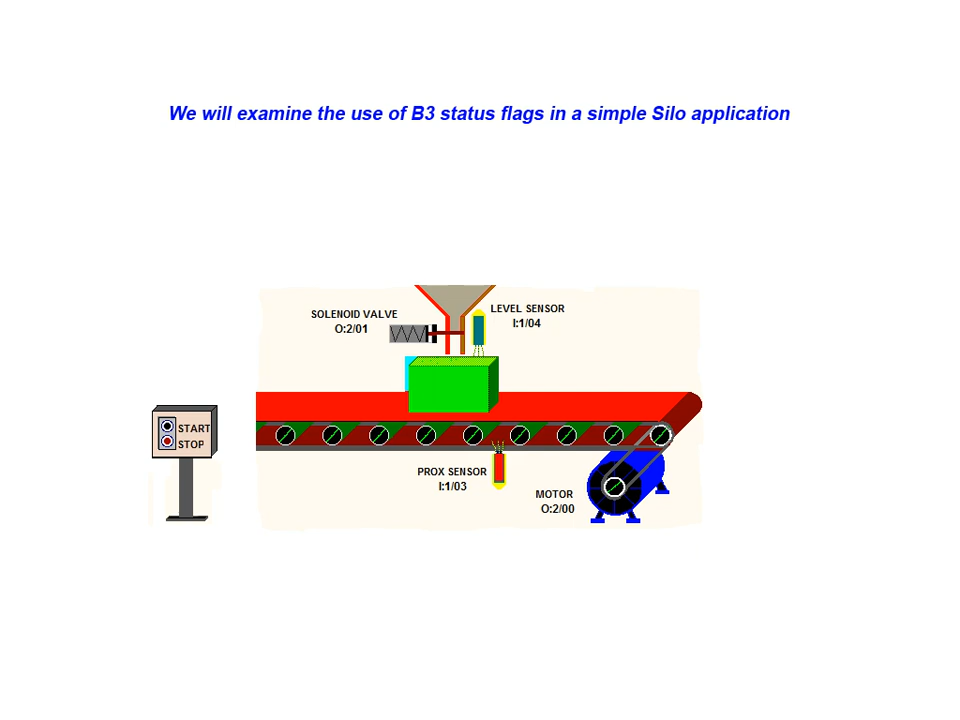 We will examine the use of B3 status flags in a simple Silo application
SOLENOID VALVE
O:2/01
LEVEL SENSOR
I:1/04
START
STOP
PROX SENSOR
I:1/03
MOTOR
O:2/00